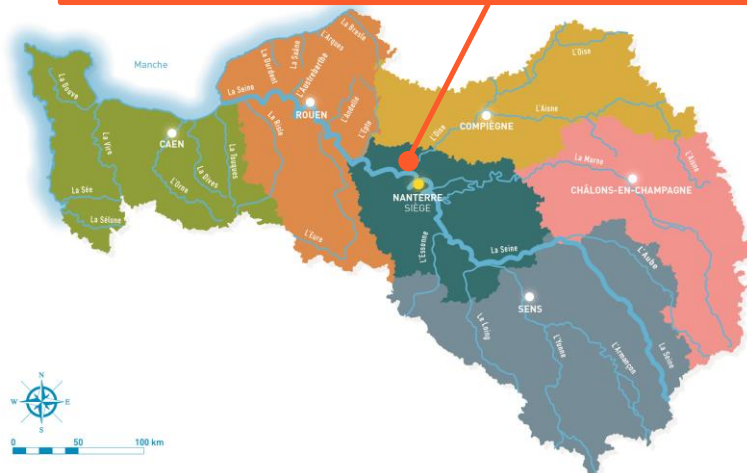 Manche
La Douve
La Vire
La Sée
La Sélune
CAEN
L'Orne
La Dives
La Touques
La Seine
La Durdent
La Saâne
L'Austreberthe
L'Arques
La Bresle
ROUEN
La Risle
L'Andelle
L'Epte
L'Eure
L'Oise
L'Oise
COMPIÈGNE
L'Aisne
L'Aisne
La Marne
CHÂLONS-EN-CHAMPAGNE
NANTERRE
SIÈGE
L'Essonne
La Seine
L'Aube
La Seine
SENS
Le Loing
L'Yonne
L'Armançon
N
W
E
S
0 50 100 km